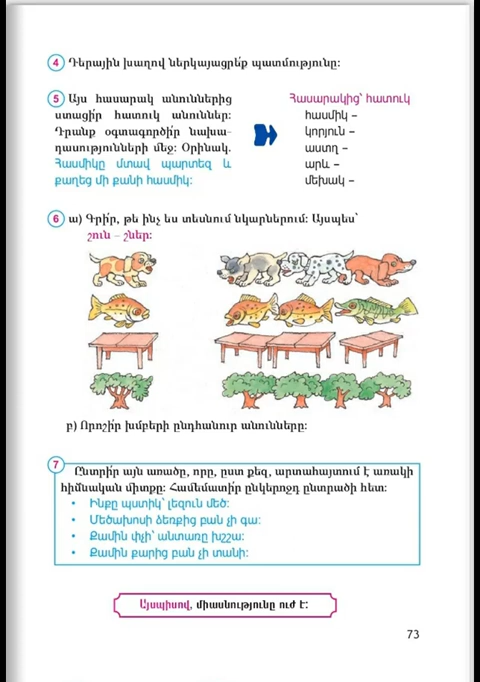 4 Դերային խաղով ներկայացրե՛ք պատմությունը։
5 Այս հասարակ անուններից
ստացի՛ր հատուկ անուններ։
Դրանք օգտագործի՛ր նախա-
դասությունների մեջ։ Օրինակ.
Հասմիկը մտավ պարտեզ և
քաղեց մի քանի հասմիկ։
Հասարակից՝ հատուկ
հասմիկ –
կորյուն –
աստղ –
արև –
մեխակ –
6 ա) Գրի՛ր, թե ինչ ես տեսնում նկարներում։ Այսպես՝
շուն – շներ։
բ) Որոշի՛ր խմբերի ընդհանուր անունները։
7 Ընտրի՛ր այն առածը, որը, ըստ քեզ, արտահայտում է առակի
հիմնական միտքը։ Համեմատի՛ր ընկերոջդ ընտրածի հետ։
• Ինքը պստիկ՝ լեզուն մեծ։
• Մեծախոսի ձեռքից բան չի գա։
• Քամին փչի՝ անտառը խշշա։
• Քամին քարից բան չի տանի։
Այսպիսով, միասնությունը ուժ է։
73